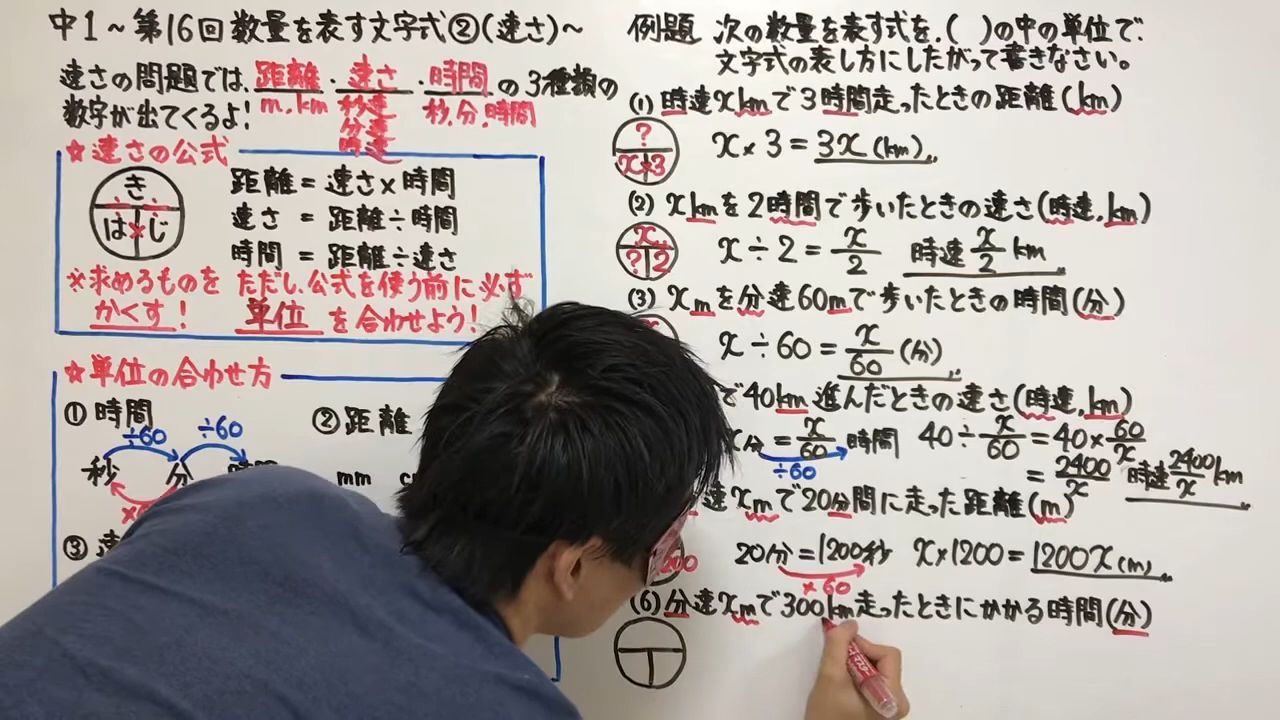 中1～第16回数量を表す文字式②(速さ)～
速さの問題では、距離・速さ・時間の3種類の
m、km 秒速 秒、分、時間
数字が出てくるよ！
分速
時速
☆速さの公式
き
は×じ
距離＝速さ×時間
速さ＝距離÷時間
時間＝距離÷速さ
※求めるものを
かくす！
ただし、公式を使う前に必ず
単位を合わせよう！
☆単位の合わせ方
①時間
÷60 ÷60
秒 分
②距離
mm
③
例題 次の数量を表す式を、( )の中の単位で、
文字式の表し方にしたがって書きなさい。
(1) 時速xkmで3時間走ったときの距離(km)
?
x×3
x×3＝3x(km)
(2) xkmを2時間で歩いたときの速さ(時速、km)
x
? 2
x÷2＝x/2 時速x/2km
(3) xmを分速60mで歩いたときの時間(分)
x÷60＝x/60(分)
で40km進んだときの速さ(時速、km)
x分＝x/60時間 40÷x/60＝40×60/x
÷60
＝2400/x 時速2400/xkm
速xmで20分間に走った距離(m)
20分＝1200秒 x×1200＝1200x(m)
×60
(6) 分速xmで300km走ったときにかかる時間(分)